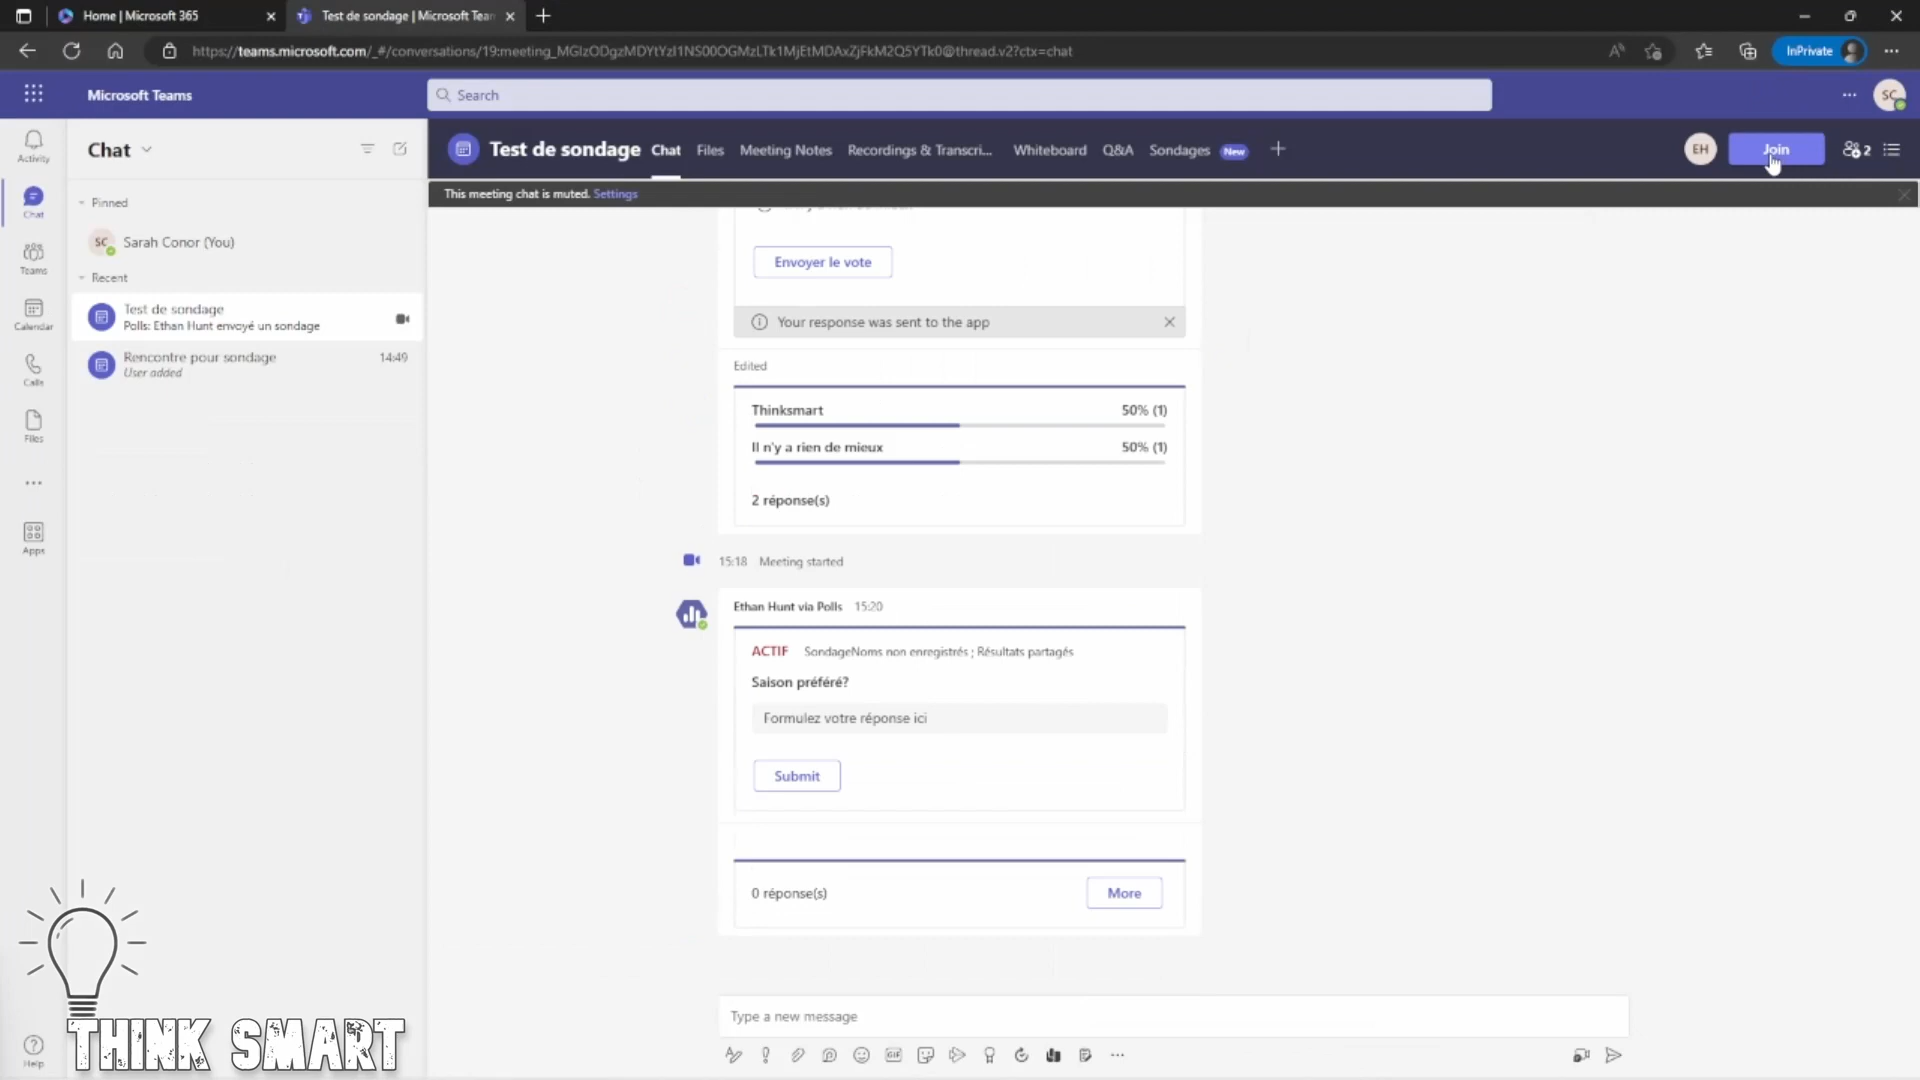 Home | Microsoft 365
Test de sondage | Microsoft Tean
https://teams.microsoft.com/_#/conversations/19:meeting_MGIzODgzMDYtYzI1NS00OGMzLTk1MjEtMDAxZjFkM2Q5YTk0@thread.v2?ctx=chat
InPrivate
Microsoft Teams
Search
SC
Activity
Chat
Teams
Calendar
Calls
Files
Apps
Help
Chat
Pinned
SC Sarah Conor (You)
Recent
Test de sondage
Polls: Ethan Hunt envoyé un sondage
Rencontre pour sondage 14:49
User added
Test de sondage Chat Files Meeting Notes Recordings & Transcri... Whiteboard Q&A Sondages New
EH Join 2
This meeting chat is muted. Settings
Envoyer le vote
Your response was sent to the app
Edited
Thinksmart 50% (1)
Il n'y a rien de mieux 50% (1)
2 réponse(s)
15:18 Meeting started
Ethan Hunt via Polls 15:20
ACTIF SondageNoms non enregistrés ; Résultats partagés
Saison préféré?
Formulez votre réponse ici
Submit
0 réponse(s) More
Type a new message
GIF
THINK SMART